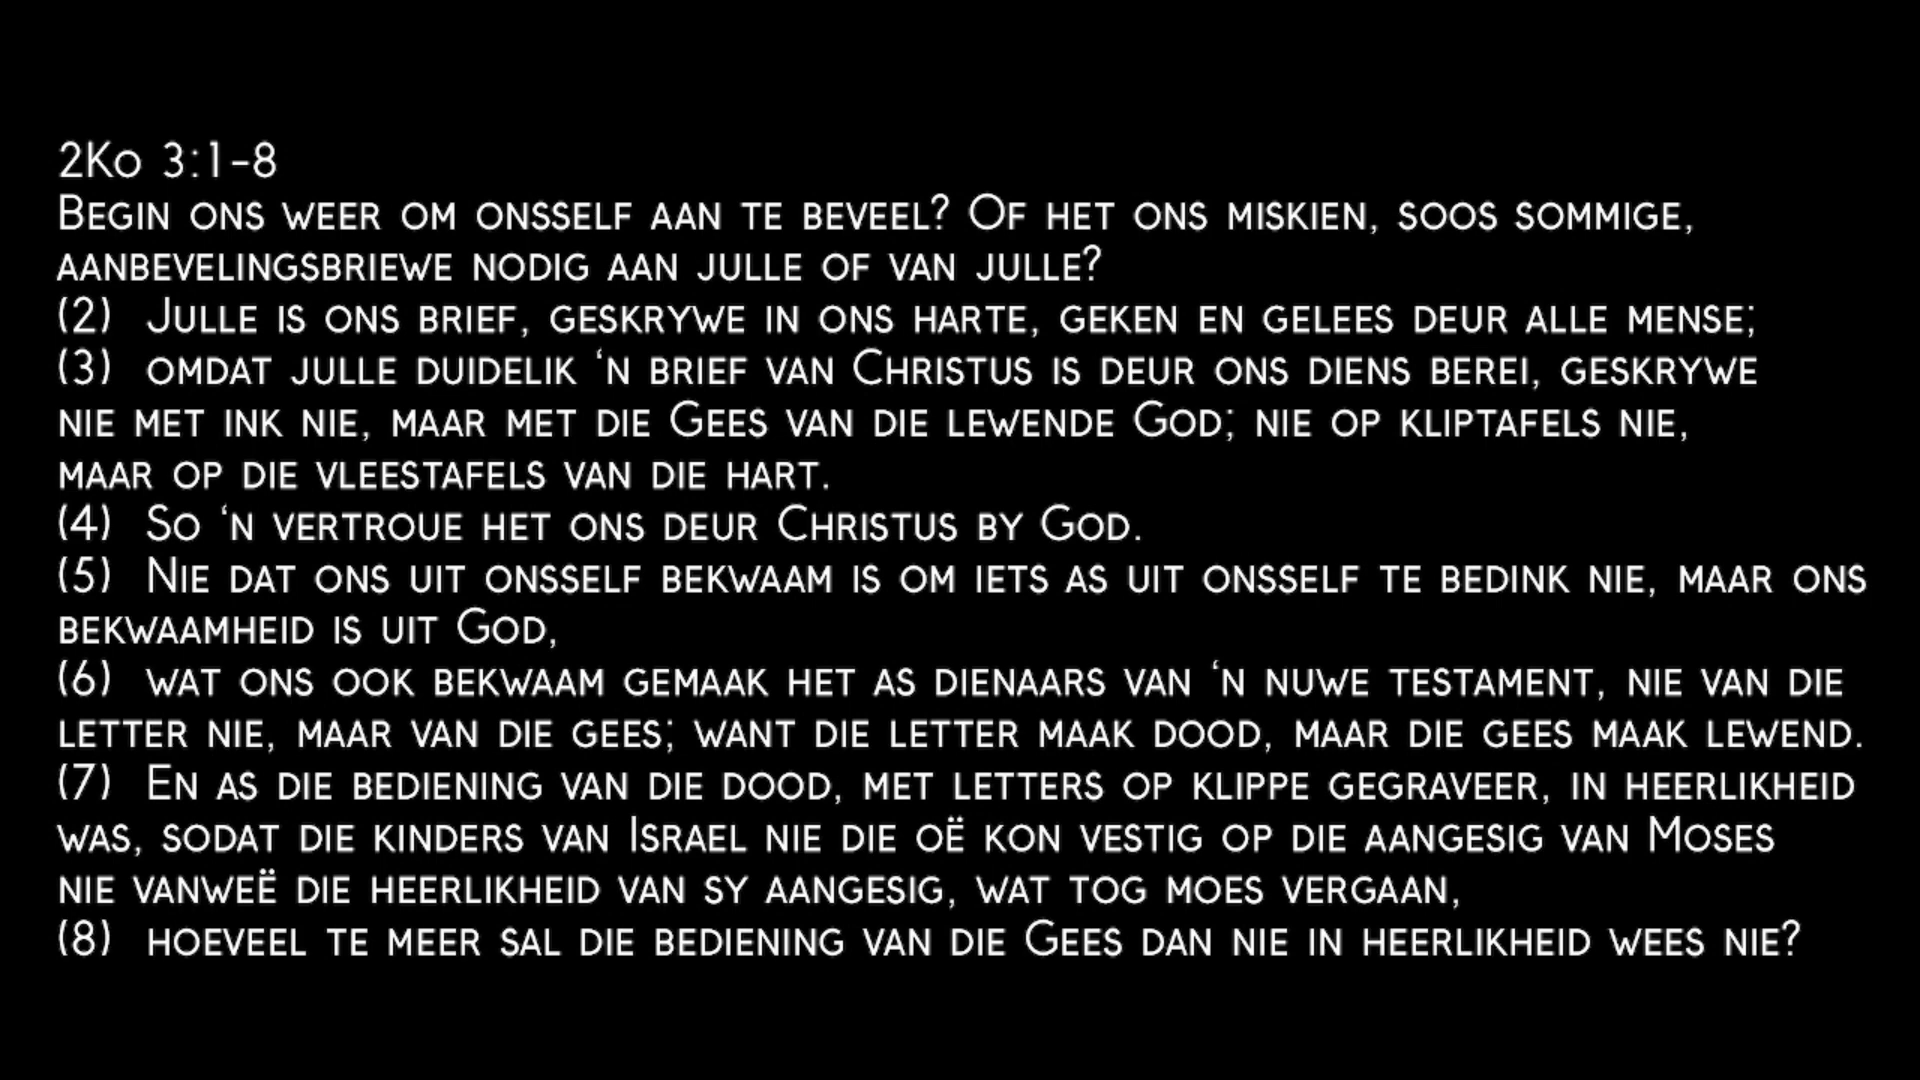 2Ko 3:1-8
Begin ons weer om onsself aan te beveel? Of het ons miskien, soos sommige,
aanbevelingsbriewe nodig aan julle of van julle?
(2) Julle is ons brief, geskrywe in ons harte, geken en gelees deur alle mense;
(3) omdat julle duidelik ‘n brief van Christus is deur ons diens berei, geskrywe
nie met ink nie, maar met die Gees van die lewende God; nie op kliptafels nie,
maar op die vleestafels van die hart.
(4) So ‘n vertroue het ons deur Christus by God.
(5) Nie dat ons uit onsself bekwaam is om iets as uit onsself te bedink nie, maar ons
bekwaamheid is uit God,
(6) wat ons ook bekwaam gemaak het as dienaars van ‘n nuwe testament, nie van die
letter nie, maar van die gees; want die letter maak dood, maar die gees maak lewend.
(7) En as die bediening van die dood, met letters op klippe gegraveer, in heerlikheid
was, sodat die kinders van Israel nie die oë kon vestig op die aangesig van Moses
nie vanweë die heerlikheid van sy aangesig, wat tog moes vergaan,
(8) hoeveel te meer sal die bediening van die Gees dan nie in heerlikheid wees nie?